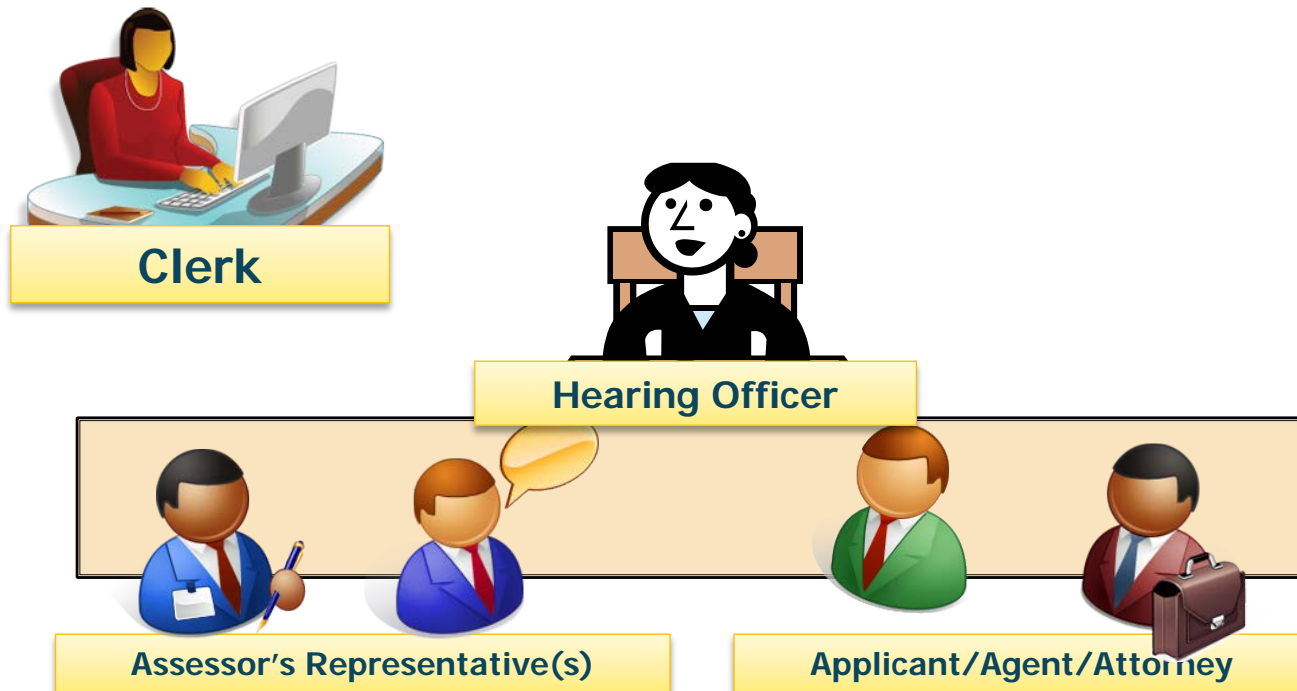 Clerk
Hearing Officer
Assessor's Representative(s)
Applicant/Agent/Attorney